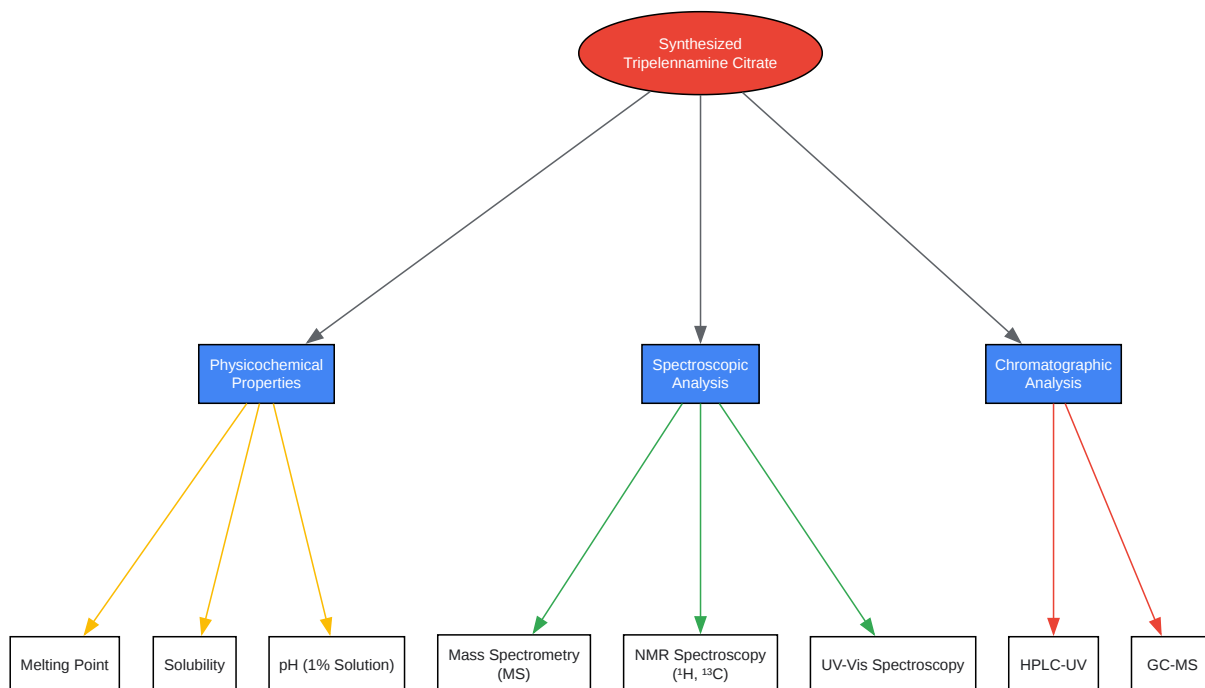 Synthesized
Tripelennamine Citrate
Physicochemical
Properties
Spectroscopic
Analysis
Chromatographic
Analysis
Melting Point
Solubility
pH (1% Solution)
Mass Spectrometry
(MS)
NMR Spectroscopy
(¹H, ¹³C)
UV-Vis Spectroscopy
HPLC-UV
GC-MS